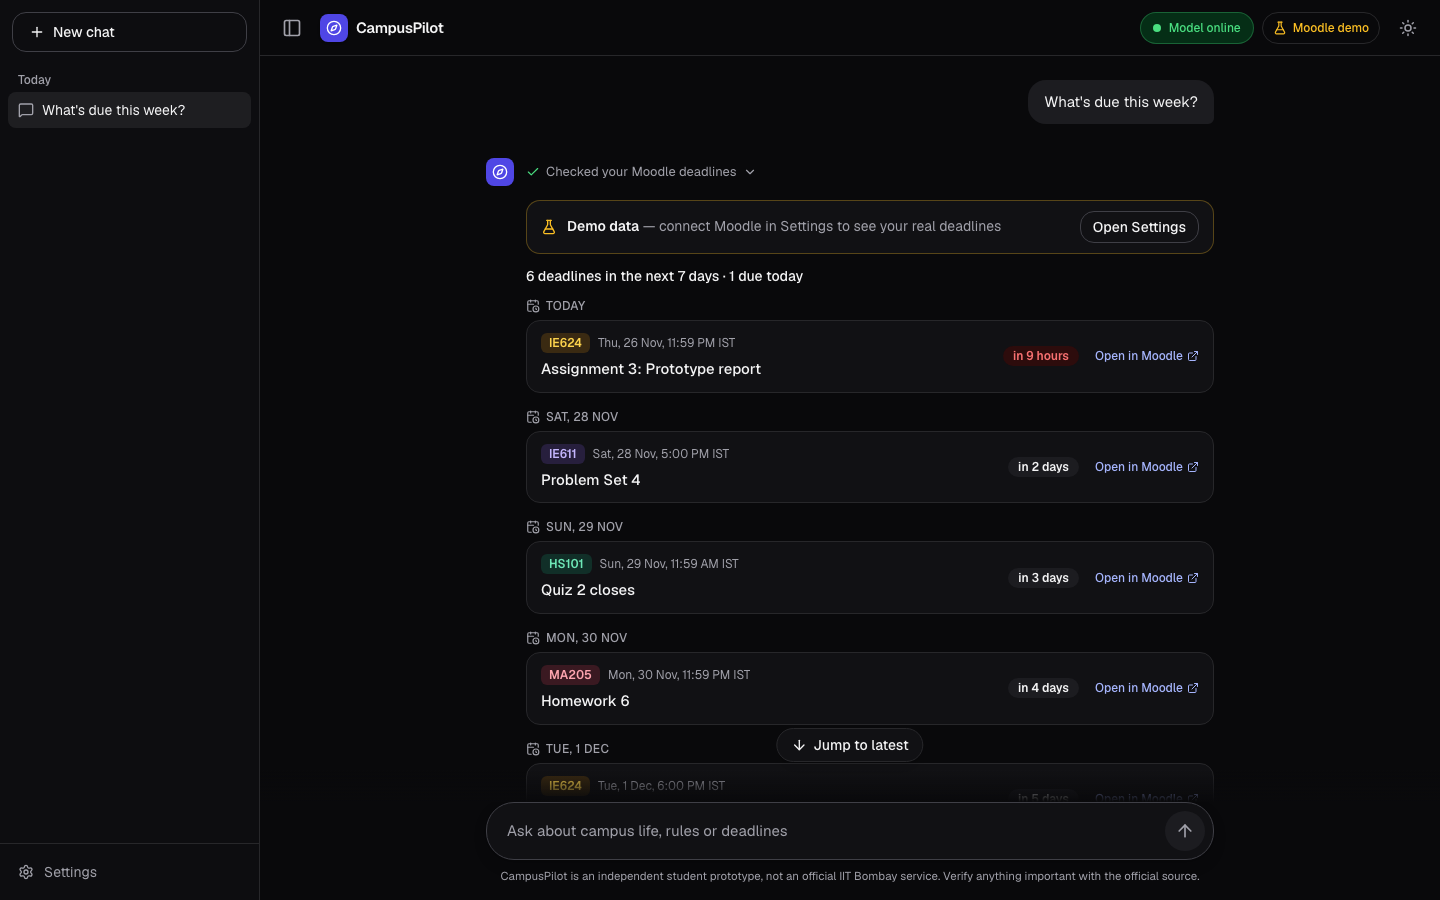 New chat
Today
What's due this week?
Settings
CampusPilot
Model online
Moodle demo
What's due this week?
Checked your Moodle deadlines
Demo data — connect Moodle in Settings to see your real deadlines
Open Settings
6 deadlines in the next 7 days · 1 due today
TODAY
IE624 Thu, 26 Nov, 11:59 PM IST
Assignment 3: Prototype report
in 9 hours
Open in Moodle
SAT, 28 NOV
IE611 Sat, 28 Nov, 5:00 PM IST
Problem Set 4
in 2 days
Open in Moodle
SUN, 29 NOV
HS101 Sun, 29 Nov, 11:59 AM IST
Quiz 2 closes
in 3 days
Open in Moodle
MON, 30 NOV
MA205 Mon, 30 Nov, 11:59 PM IST
Homework 6
in 4 days
Open in Moodle
TUE, 1 DEC
Jump to latest
IE624 Tue, 1 Dec, 6:00 PM IST
in 5 days
Open in Moodle
Ask about campus life, rules or deadlines
CampusPilot is an independent student prototype, not an official IIT Bombay service. Verify anything important with the official source.